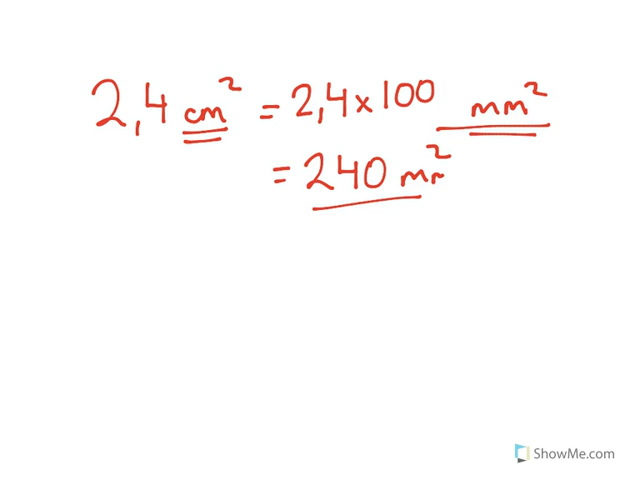 2,4 cm² = 2,4 x 100 mm²
= 240 mm²
ShowMe.com